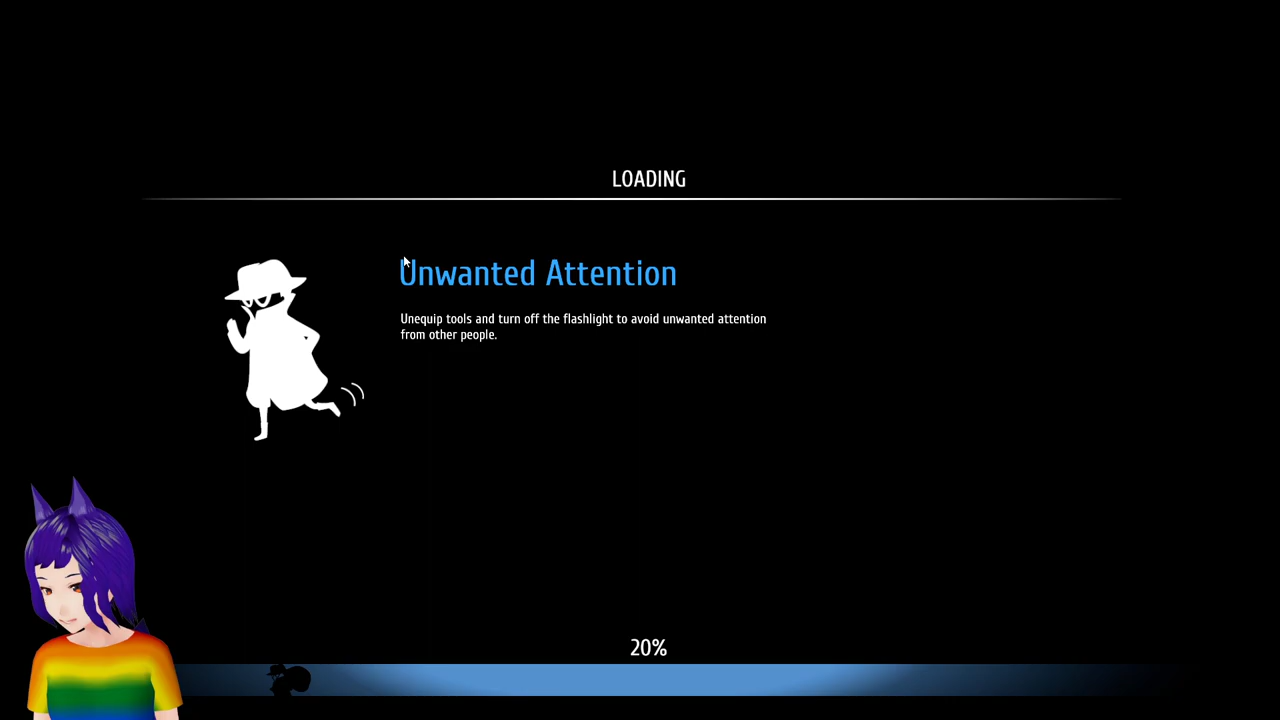 LOADING
Unwanted Attention
Unequip tools and turn off the flashlight to avoid unwanted attention
from other people.
20%